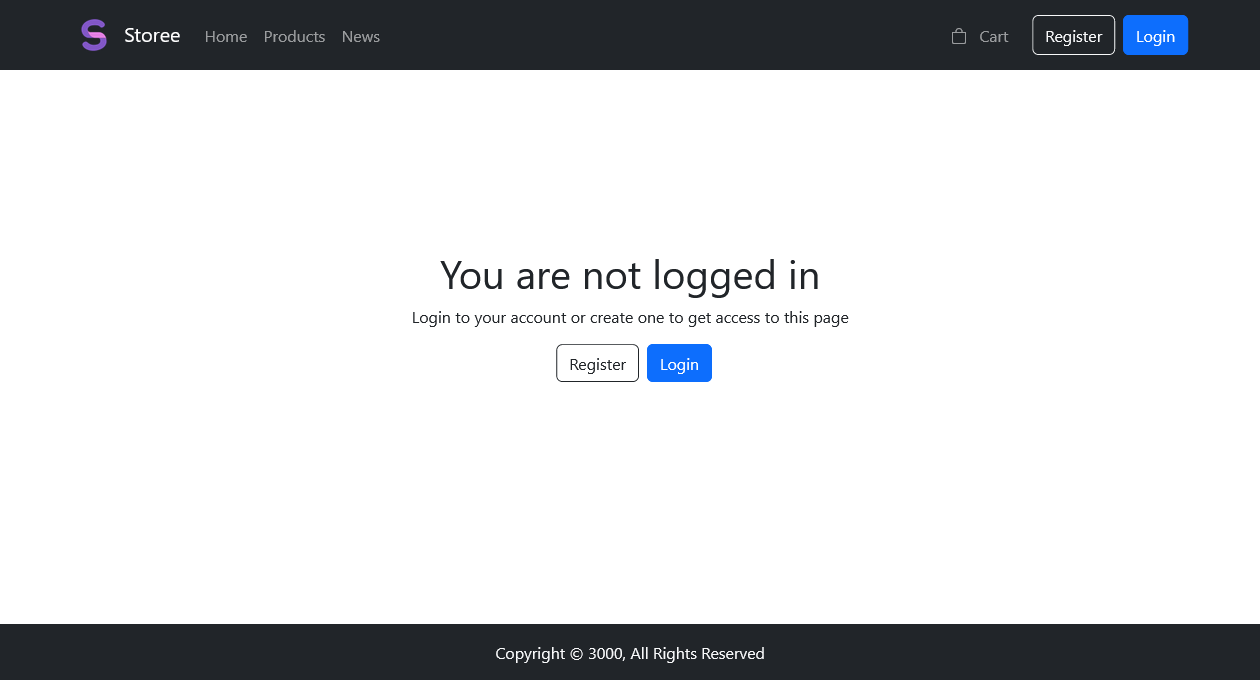 Storee Home Products News Cart Register Login
You are not logged in
Login to your account or create one to get access to this page
Register Login
Copyright © 3000, All Rights Reserved